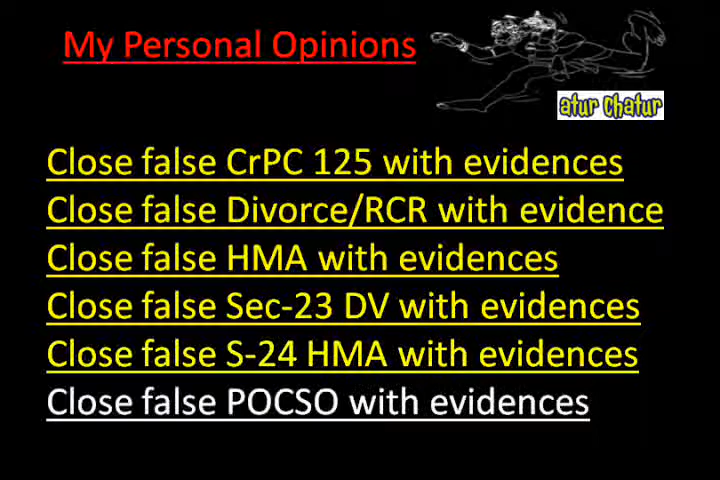 My Personal Opinions
atur chatur
Close false CrPC 125 with evidences
Close false Divorce/RCR with evidence
Close false HMA with evidences
Close false Sec-23 DV with evidences
Close false S-24 HMA with evidences
Close false POCSO with evidences